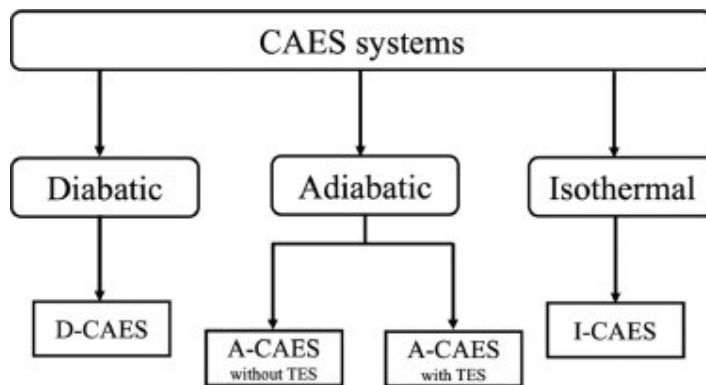 CAES systems
Diabatic
Adiabatic
Isothermal
D-CAES
A-CAES
without TES
A-CAES
with TES
I-CAES